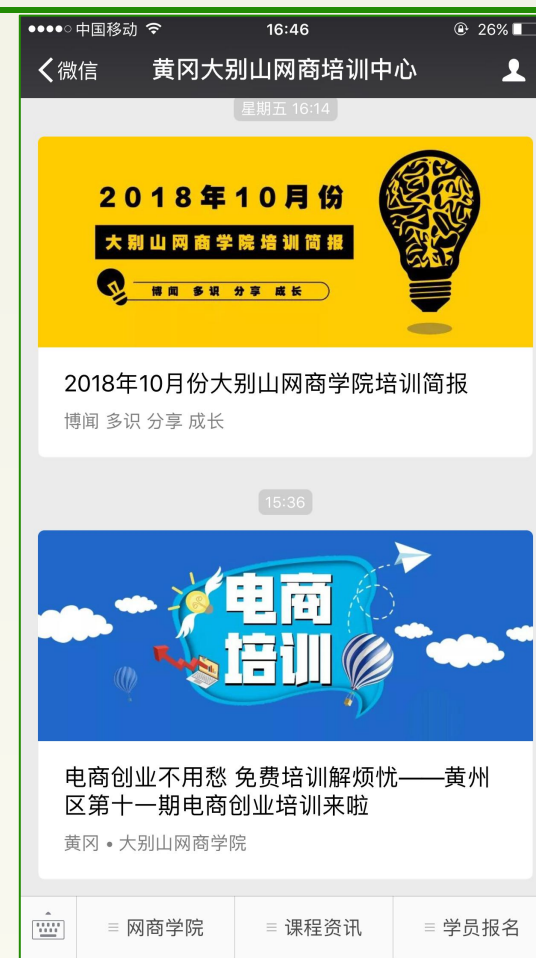 中国移动 16:46 26%
微信 黄冈大别山网商培训中心
星期五 16:14
2018年10月份
大别山网商学院培训简报
博闻 多识 分享 成长
2018年10月份大别山网商学院培训简报
博闻 多识 分享 成长
15:36
电商
培训
电商创业不用愁 免费培训解烦忧——黄州
区第十一期电商创业培训来啦
黄冈 • 大别山网商学院
网商学院 课程资讯 学员报名